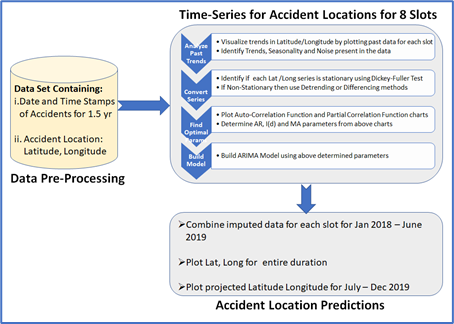 Time-Series for Accident Locations for 8 Slots
Data Set Containing:
i.Date and Time Stamps
of Accidents for 1.5 yr
ii. Accident Location:
Latitude, Longitude
Data Pre-Processing
Analyze
Past
Trends
• Visualize trends in Latitude/Longitude by plotting past data for each slot
• Identify Trends, Seasonality and Noise present in the data
Convert
Series
• Identify if each Lat /Long series is stationary using Dickey-Fuller Test
• If Non-Stationary then use Detrending or Differencing methods
Find
Optimal
• Plot Auto-Correlation Function and Partial Correlation Function charts
• Determine AR, I(d) and MA parameters from above charts
Build
Model
• Build ARIMA Model using above determined parameters
➢Combine imputed data for each slot for Jan 2018 – June
2019
➢Plot Lat, Long for entire duration
➢Plot projected Latitude Longitude for July – Dec 2019
Accident Location Predictions